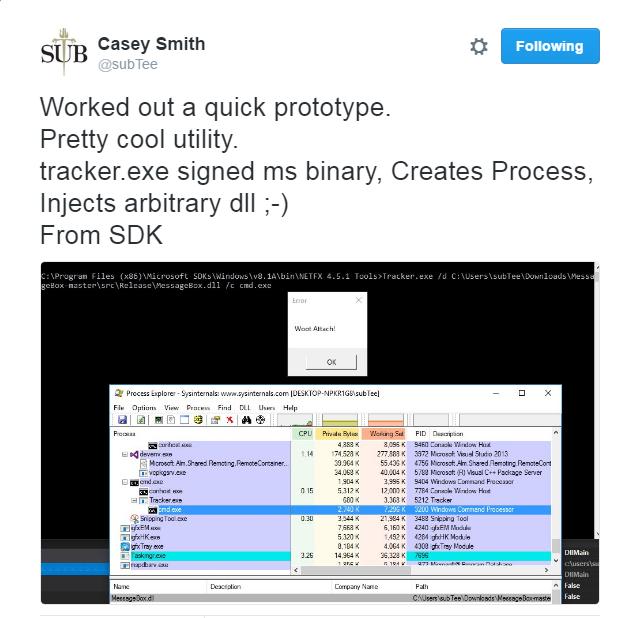 SUB
Casey Smith
@subTee
Following
Worked out a quick prototype.
Pretty cool utility.
tracker.exe signed ms binary, Creates Process,
Injects arbitrary dll ;-)
From SDK
C:\Program Files (x86)\Microsoft SDKs\Windows\v8.1A\bin\NETFX 4.5.1 Tools>Tracker.exe /d C:\Users\subTee\Downloads\Messa
geBox-master\src\Release\MessageBox.dll /c cmd.exe
Error
Woot Attach!
OK
Process Explorer - Sysinternals: www.sysinternals.com [DESKTOP-NPKR1G8\subTee]
File Options View Process Find DLL Users Help
Process CPU Private Bytes Working Set PID Description
conhost.exe 4,888 K 8,096 K 9460 Console Window Host
devenv.exe 1.14 174,528 K 277,888 K 3972 Microsoft Visual Studio 2013
Microsoft.Alm.Shared.Remoting.RemoteContainer... 39,964 K 55,436 K 4756 Microsoft.Alm.Shared.Remoting.RemoteCont
vcpkgsrv.exe 34,068 K 40,004 K 5788 Microsoft (R) Visual C++ Package Server
cmd.exe 1,904 K 3,996 K 9404 Windows Command Processor
conhost.exe 0.15 5,312 K 12,000 K 7784 Console Window Host
Tracker.exe 680 K 3,368 K 5212 Tracker
cmd.exe 2,740 K 7,296 K 3200 Windows Command Processor
SnippingTool.exe 0.30 3,544 K 21,984 K 3488 Snipping Tool
igfxEM.exe 7,668 K 6,160 K 4240 igfxEM Module
igfxHK.exe 5,320 K 1,492 K 4284 igfxHK Module
igfxTray.exe 8,184 K 4,064 K 4308 igfxTray Module
Taskmgr.exe 3.26 14,964 K 36,328 K 7696
mspdbsrv.exe Microsoft® Program Database
Name Description Company Name Path
MessageBox.dll C:\Users\subTee\Downloads\MessageBox-maste
DllMain
c:\users\su
DllMain
False
False